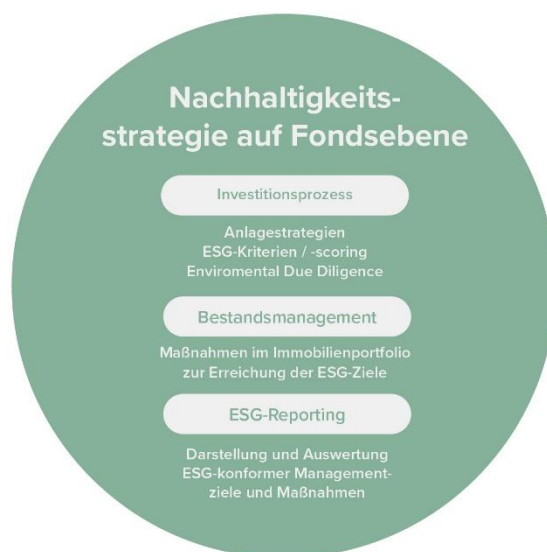 Nachhaltigkeits-
strategie auf Fondsebene
Investitionsprozess
Anlagestrategien
ESG-Kriterien / -scoring
Enviromental Due Diligence
Bestandsmanagement
Maßnahmen im Immobilienportfolio
zur Erreichung der ESG-Ziele
ESG-Reporting
Darstellung und Auswertung
ESG-konformer Management-
ziele und Maßnahmen